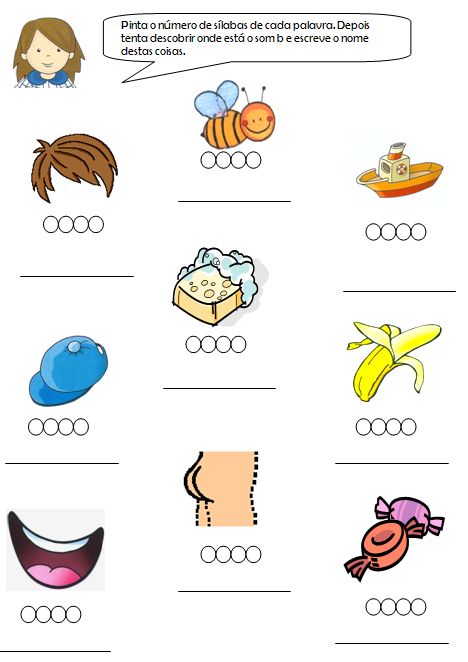 Pinta o número de sílabas de cada palavra. Depois
tenta descobrir onde está o som b e escreve o nome
destas coisas.